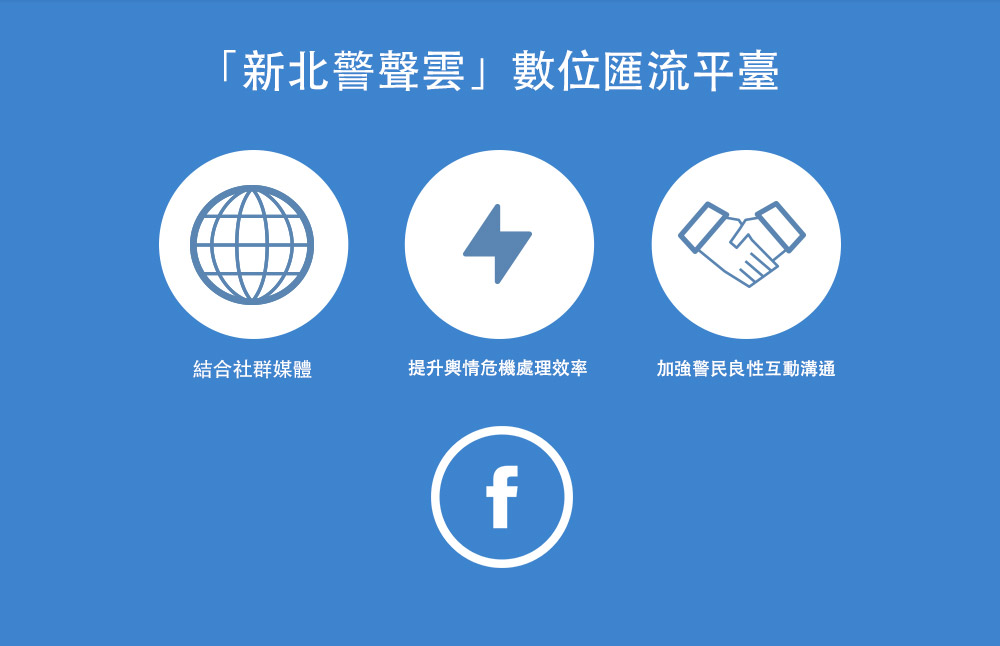 「新北警聲雲」數位匯流平臺
結合社群媒體
提升輿情危機處理效率
加強警民良性互動溝通
f